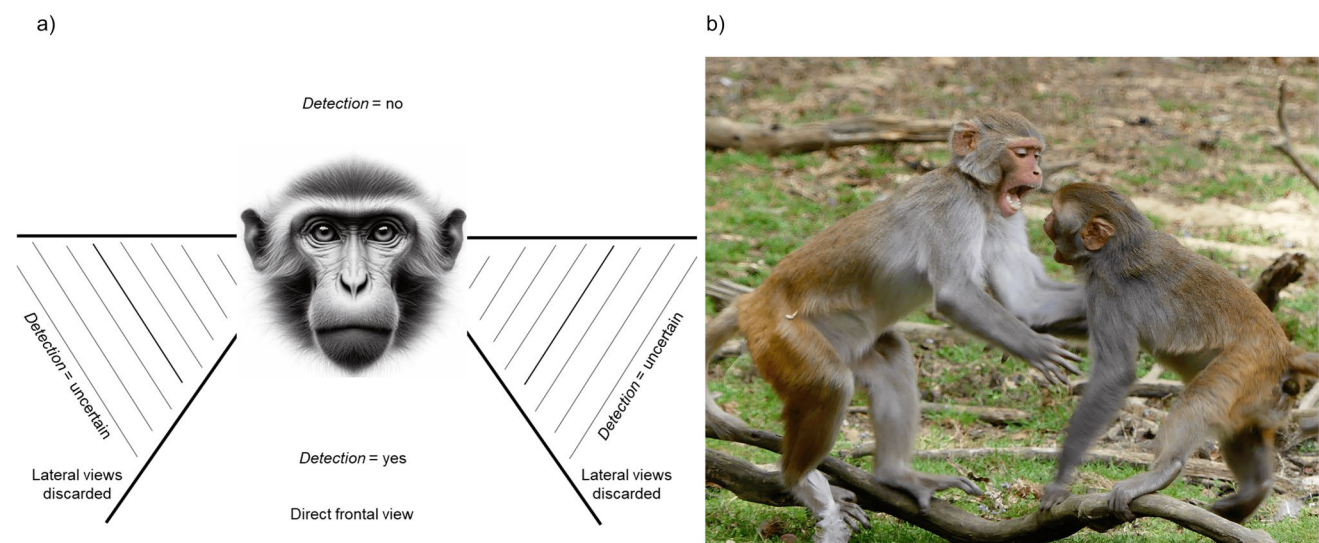 a)
Detection = no
Detection = uncertain
Detection = uncertain
Lateral views
discarded
Detection = yes
Lateral views
discarded
Direct frontal view
b)